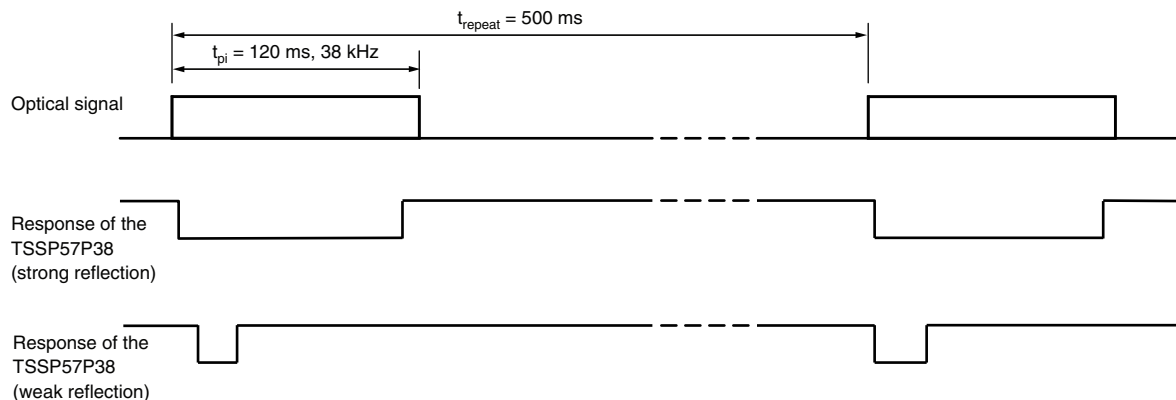 t_repeat = 500 ms
t_pi = 120 ms, 38 kHz
Optical signal
Response of the
TSSP57P38
(strong reflection)
Response of the
TSSP57P38
(weak reflection)